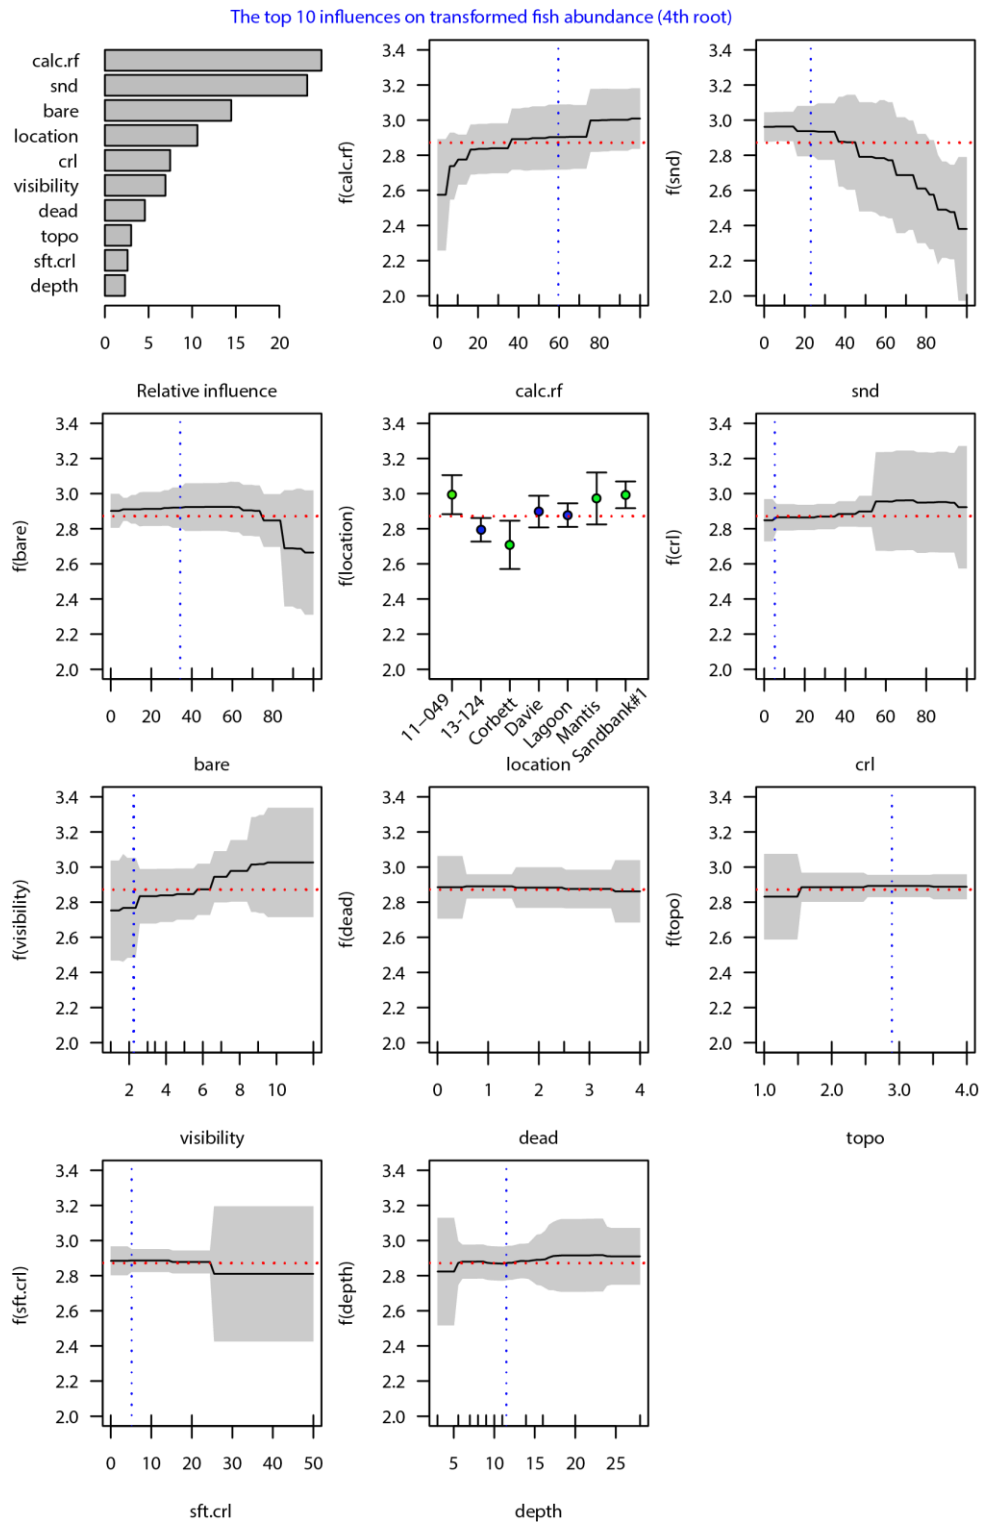 The top 10 influences on transformed fish abundance (4th root)
calc.rf
snd
bare
location
crl
visibility
dead
topo
sft.crl
depth
0 5 10 15 20
Relative influence
f(calc.rf)
3.4
3.2
3.0
2.8
2.6
2.4
2.2
2.0
0 20 40 60 80
calc.rf
f(snd)
3.4
3.2
3.0
2.8
2.6
2.4
2.2
2.0
0 20 40 60 80
snd
f(bare)
3.4
3.2
3.0
2.8
2.6
2.4
2.2
2.0
0 20 40 60 80
bare
f(location)
3.4
3.2
3.0
2.8
2.6
2.4
2.2
2.0
11–049
13-124
Corbett
Davie
Lagoon
Mantis
Sandbank#1
location
f(crl)
3.4
3.2
3.0
2.8
2.6
2.4
2.2
2.0
0 20 40 60 80
crl
f(visibility)
3.4
3.2
3.0
2.8
2.6
2.4
2.2
2.0
2 4 6 8 10
visibility
f(dead)
3.4
3.2
3.0
2.8
2.6
2.4
2.2
2.0
0 1 2 3 4
dead
f(topo)
3.4
3.2
3.0
2.8
2.6
2.4
2.2
2.0
1.0 2.0 3.0 4.0
topo
f(sft.crl)
3.4
3.2
3.0
2.8
2.6
2.4
2.2
2.0
0 10 20 30 40 50
sft.crl
f(depth)
3.4
3.2
3.0
2.8
2.6
2.4
2.2
2.0
5 10 15 20 25
depth